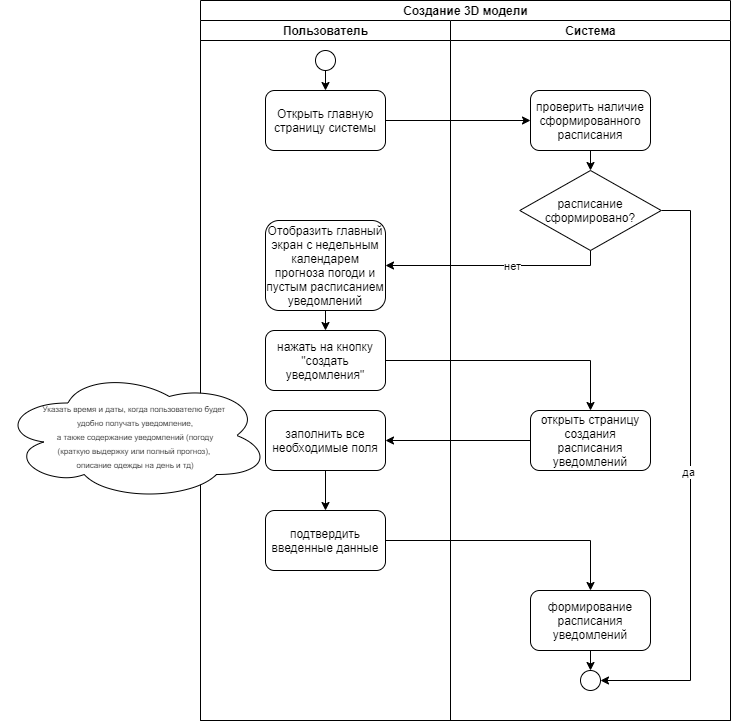 Создание 3D модели
Пользователь
Система
Открыть главную
страницу системы
проверить наличие
сформированного
расписания
расписание
сформировано?
Отобразить главный
экран с недельным
календарем
прогноза погоди и
пустым расписанием
уведомлений
нет
нажать на кнопку
"создать
уведомления"
Указать время и даты, когда пользователю будет
удобно получать уведомление,
а также содержание уведомлений (погоду
(краткую выдержку или полный прогноз),
описание одежды на день и тд)
заполнить все
необходимые поля
открыть страницу
создания
расписания
уведомлений
да
подтвердить
введенные данные
формирование
расписания
уведомлений